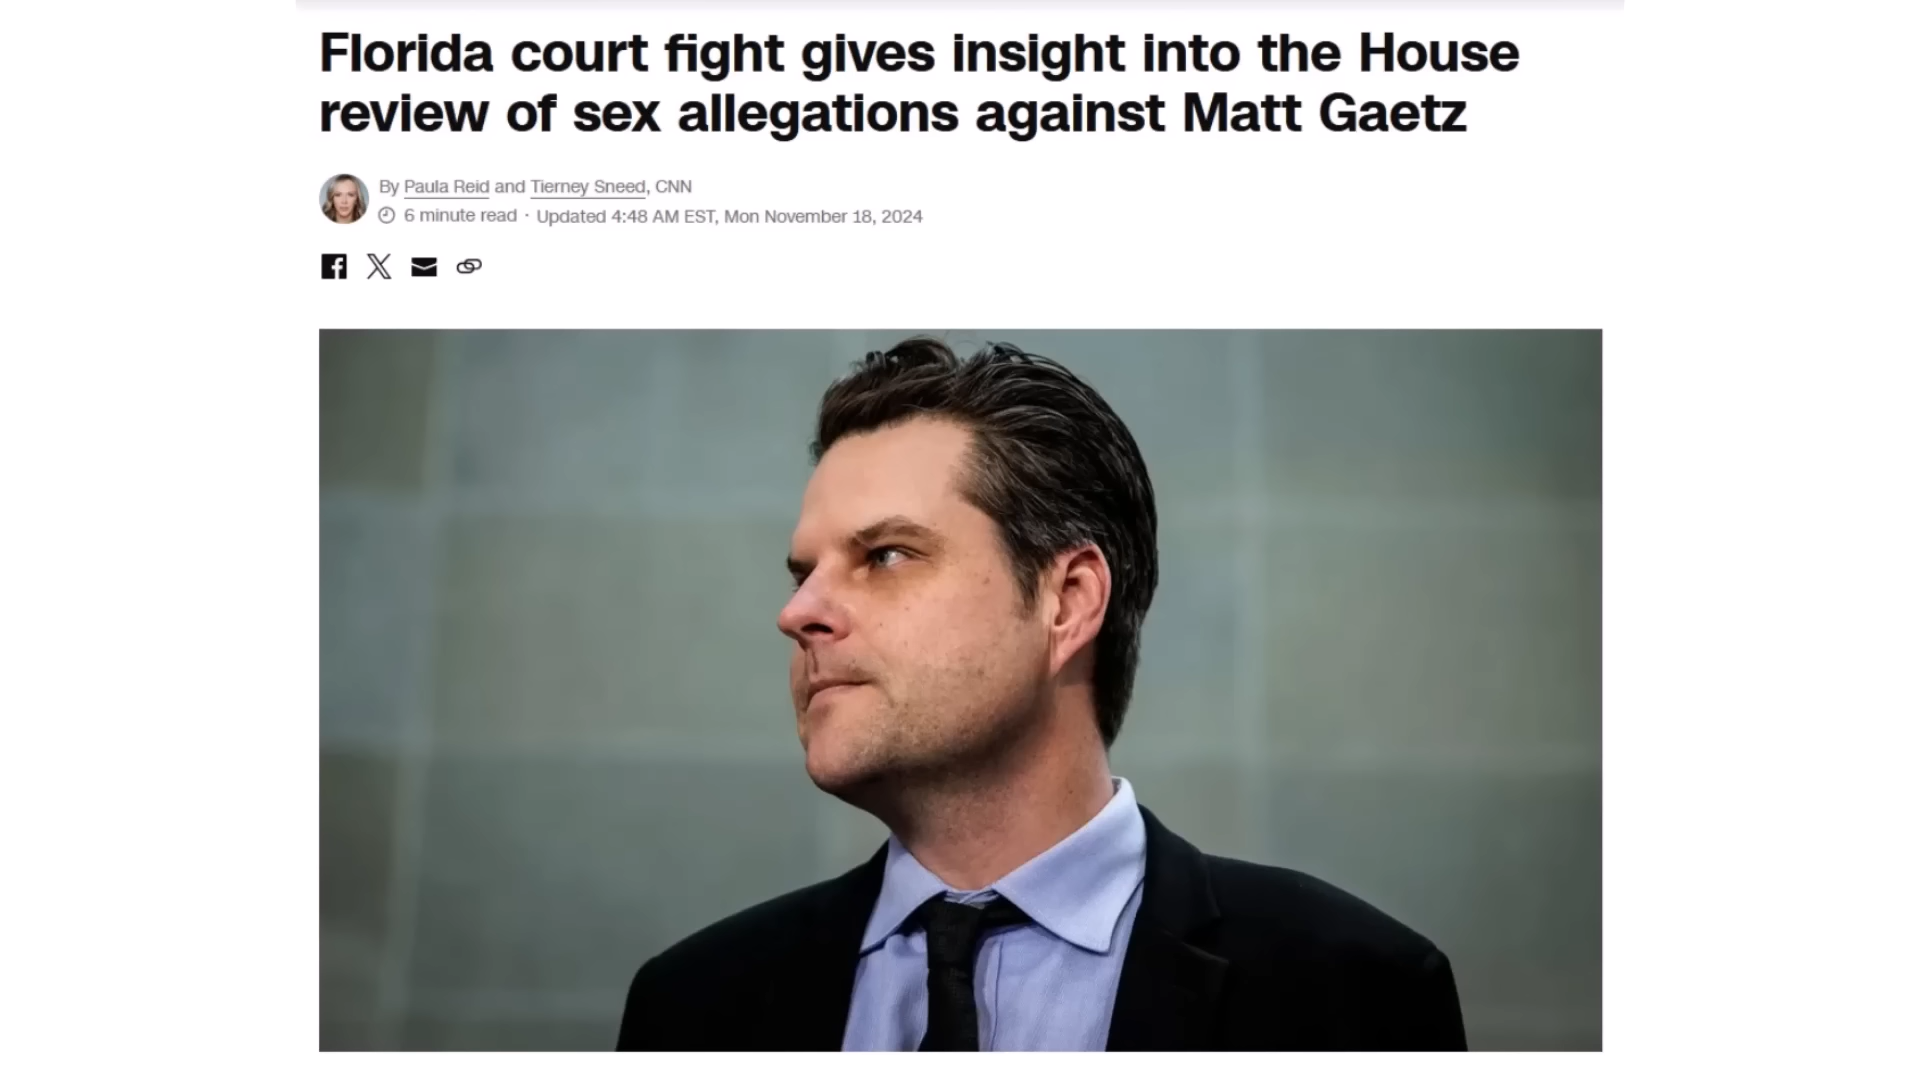 Florida court fight gives insight into the House
review of sex allegations against Matt Gaetz
By Paula Reid and Tierney Sneed, CNN
6 minute read · Updated 4:48 AM EST, Mon November 18, 2024